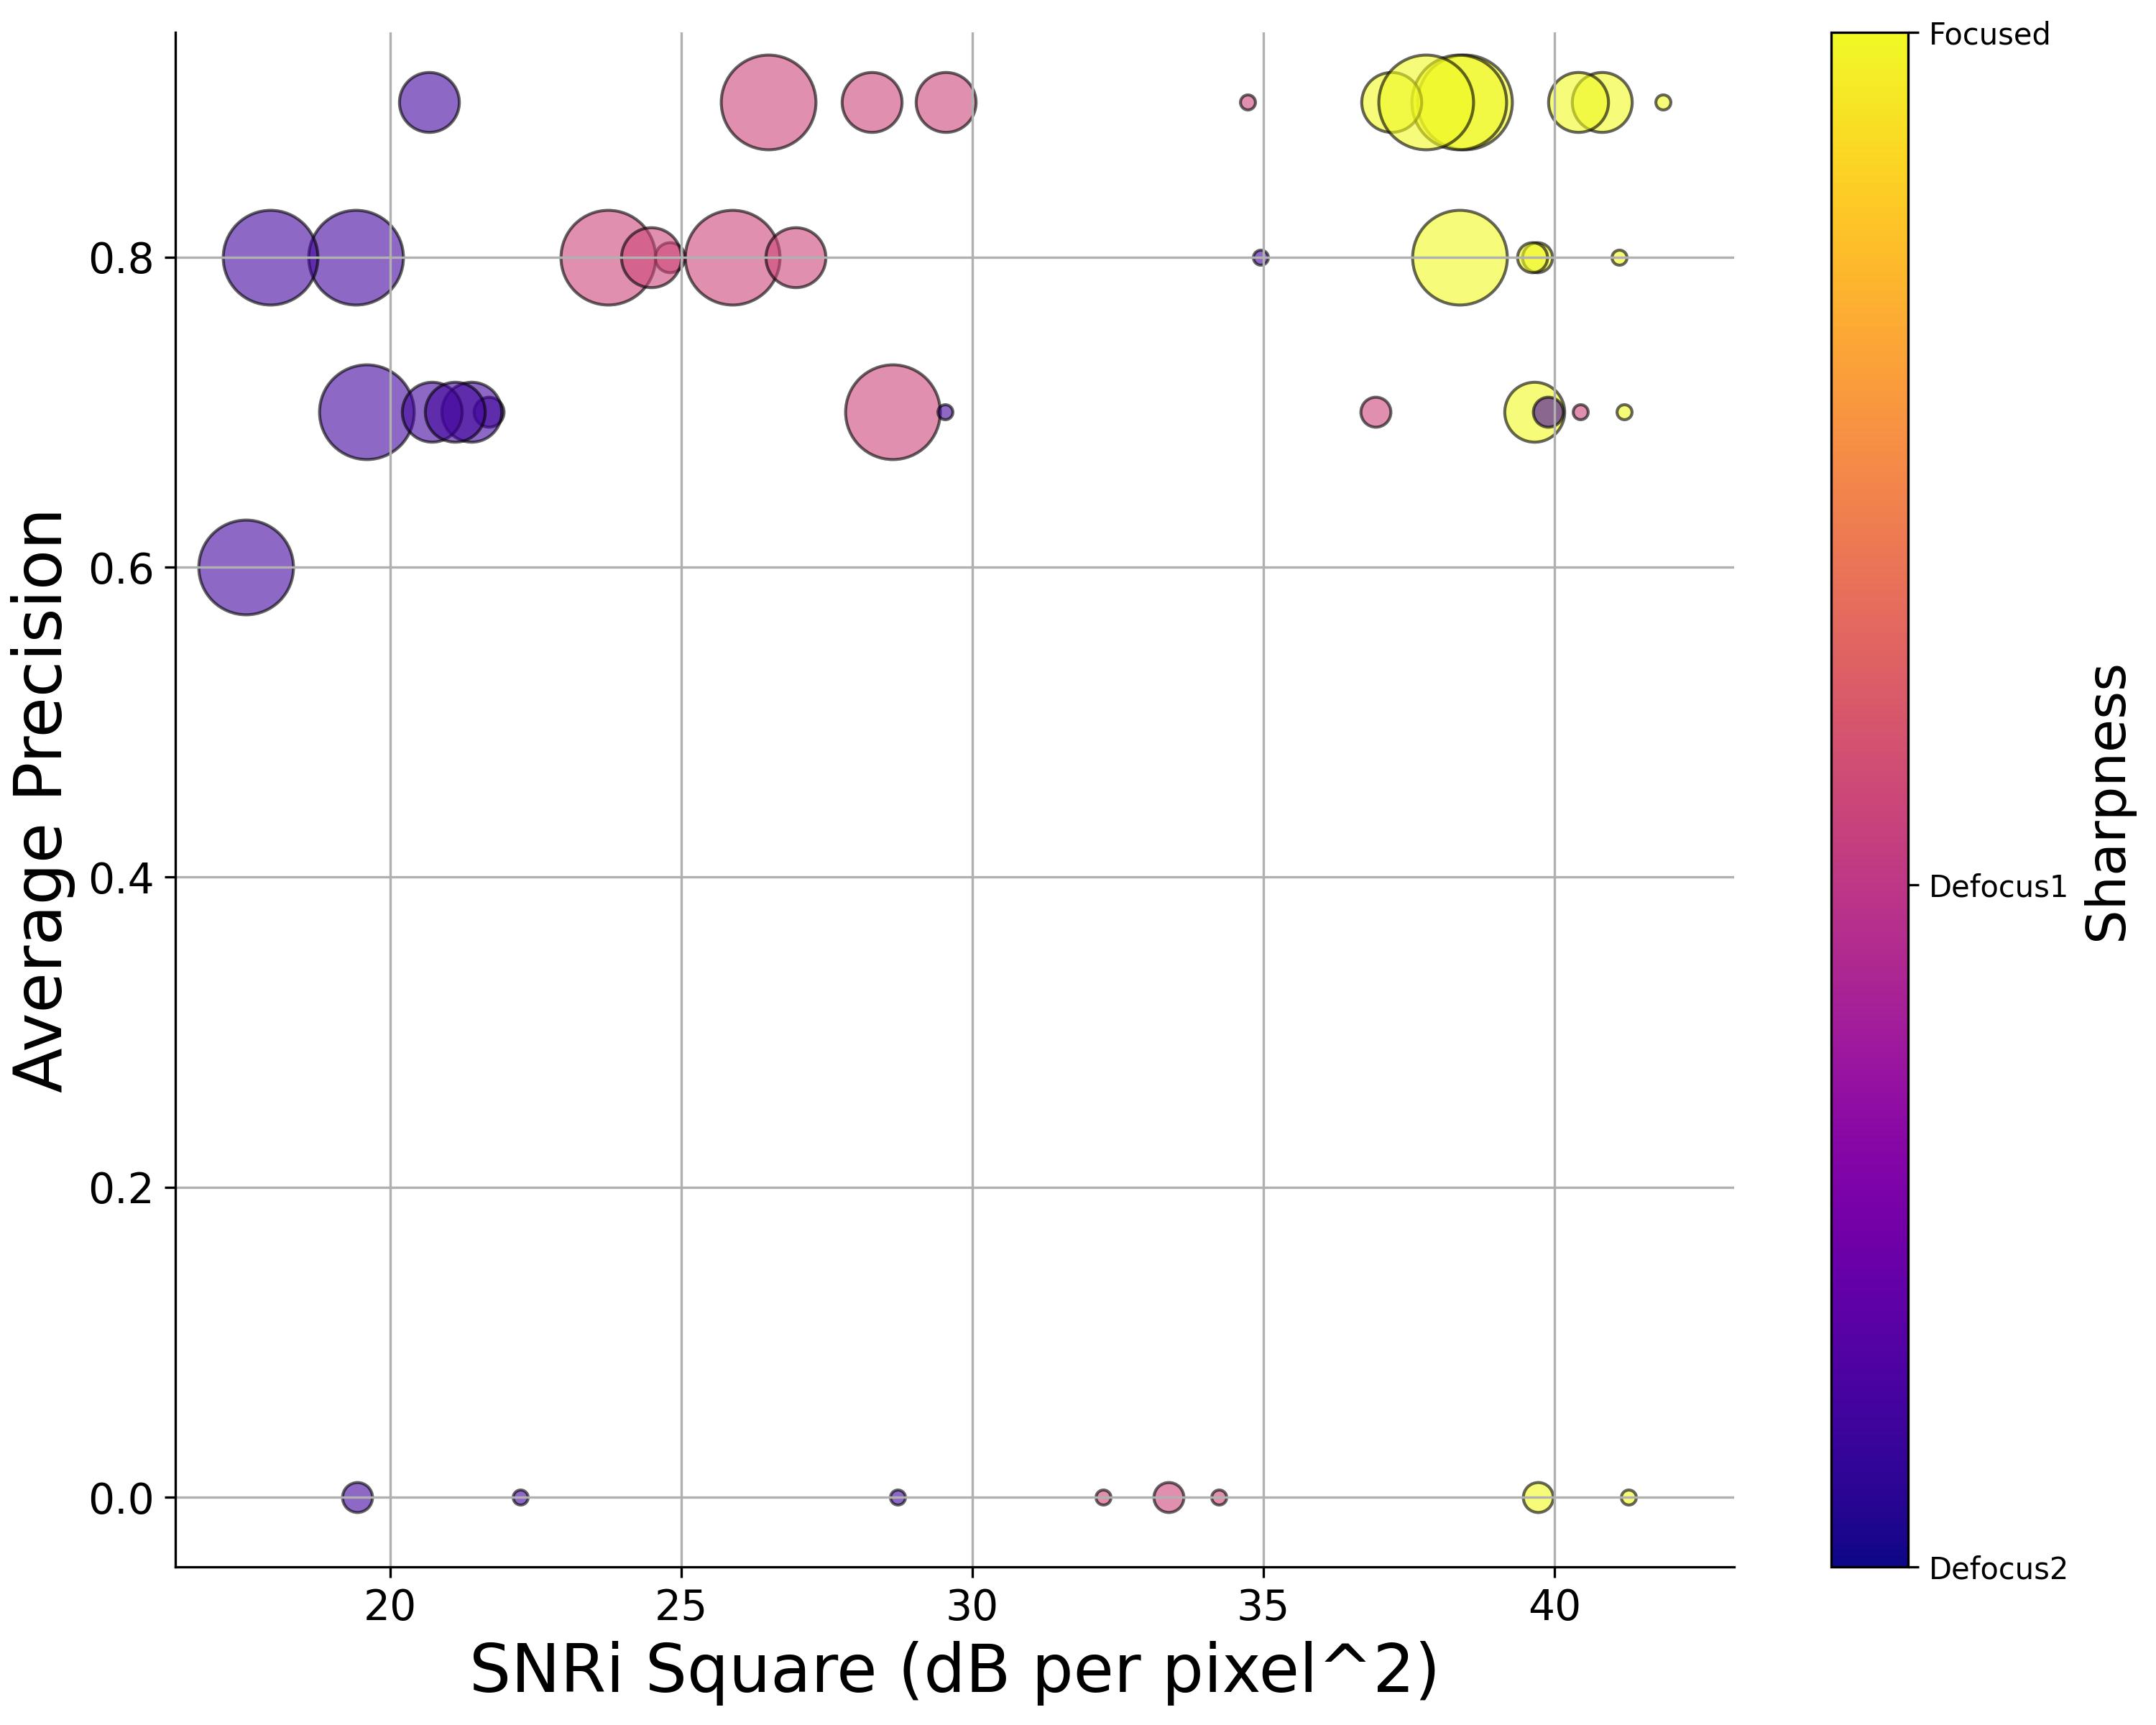 Average Precision
0.8
0.6
0.4
0.2
0.0
20 25 30 35 40
SNRi Square (dB per pixel^2)
Focused
Defocus1
Defocus2
Sharpness